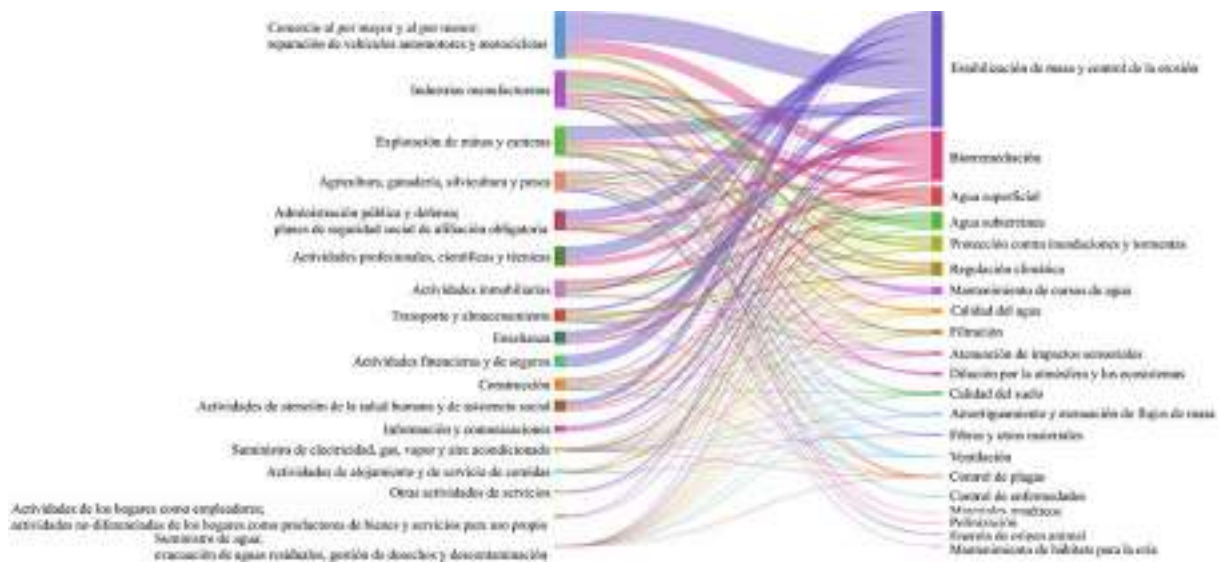 Comercio al por mayor y al por menor;
reparación de vehículos automotores y motocicletas
Industrias manufactureras
Explotación de minas y canteras
Agricultura, ganadería, silvicultura y pesca
Administración pública y defensa;
planes de seguridad social de afiliación obligatoria
Actividades profesionales, científicas y técnicas
Actividades inmobiliarias
Transporte y almacenamiento
Enseñanza
Actividades financieras y de seguros
Construcción
Actividades de atención de la salud humana y de asistencia social
Información y comunicaciones
Suministro de electricidad, gas, vapor y aire acondicionado
Actividades de alojamiento y de servicio de comidas
Otras actividades de servicios
Actividades de los hogares como empleadores;
actividades no diferenciadas de los hogares como productores de bienes y servicios para uso propio
Suministro de agua;
evacuación de aguas residuales, gestión de desechos y descontaminación
Estabilización de masa y control de la erosión
Biorremediación
Agua superficial
Agua subterránea
Protección contra inundaciones y tormentas
Regulación climática
Mantenimiento de cursos de agua
Calidad del agua
Filtración
Atenuación de impactos sensoriales
Dilución por la atmósfera y los ecosistemas
Calidad del suelo
Amortiguamiento y atenuación de flujos de masa
Fibras y otros materiales
Ventilación
Control de plagas
Control de enfermedades
Materiales genéticos
Polinización
Energía de origen animal
Mantenimiento de hábitats para la cría